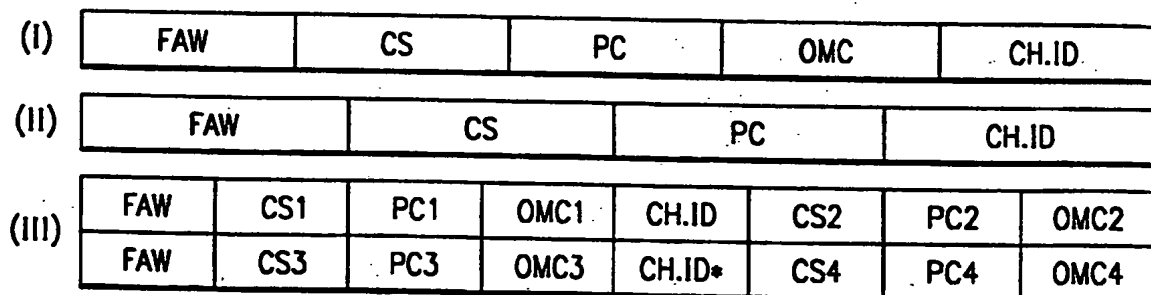 (I) FAW CS PC OMC CH.ID
(II) FAW CS PC CH.ID
(III)
FAW CS1 PC1 OMC1 CH.ID CS2 PC2 OMC2
FAW CS3 PC3 OMC3 CH.ID* CS4 PC4 OMC4